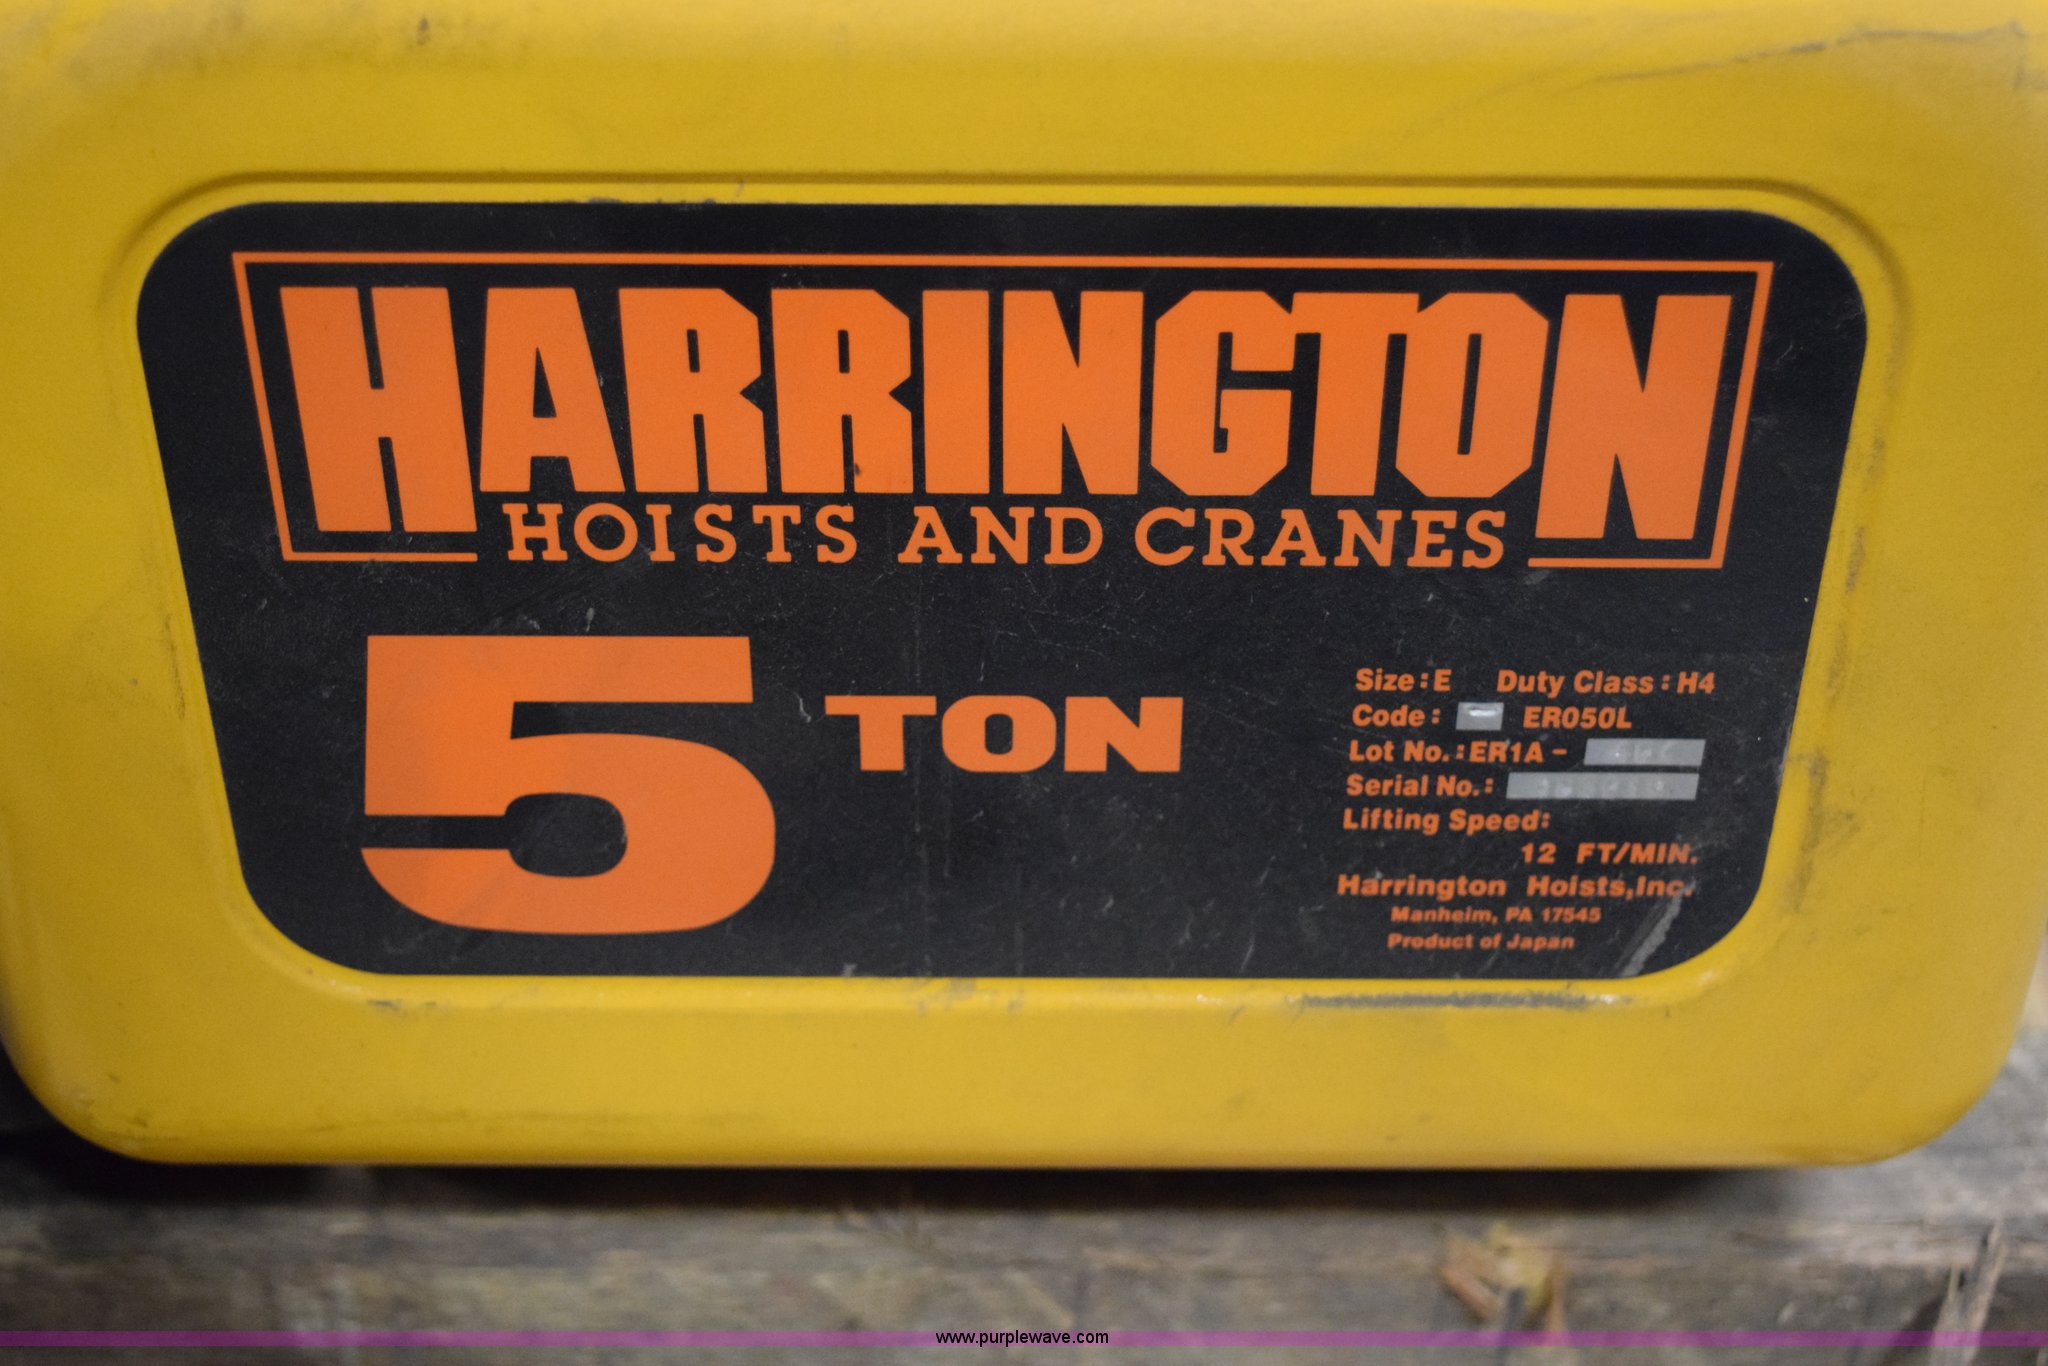 HARRINGTON
HOISTS AND CRANES
5 TON
Size:E Duty Class:H4
Code: ER050L
Lot No.:ER1A-
Serial No.:
Lifting Speed:
12 FT/MIN.
Harrington Hoists,Inc.
Manheim, PA 17545
Product of Japan
www.purplewave.com